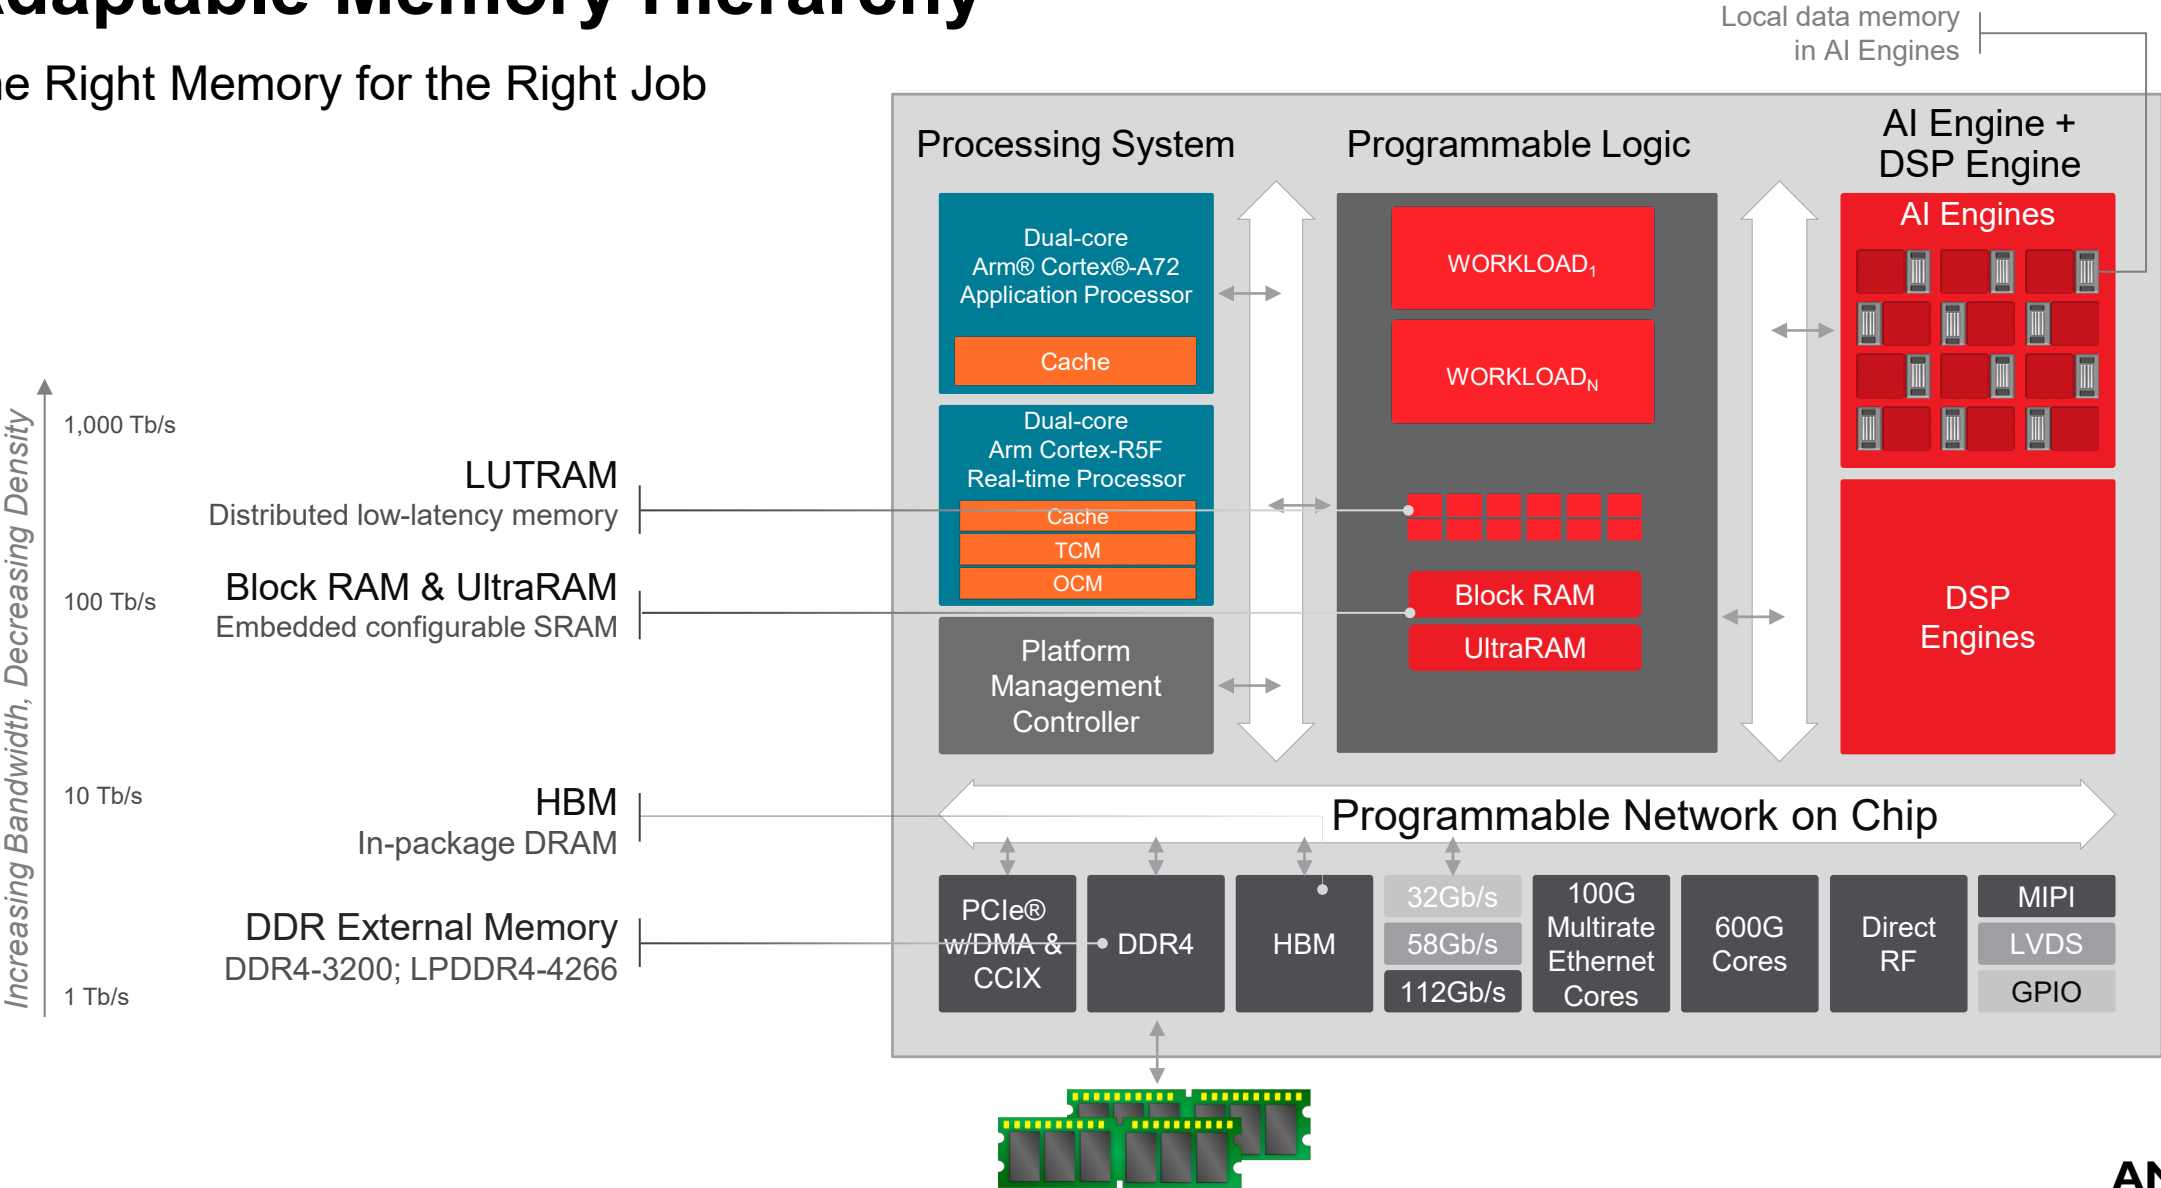 Adaptable Memory Hierarchy
The Right Memory for the Right Job
Local data memory
in AI Engines
Increasing Bandwidth, Decreasing Density
1,000 Tb/s
100 Tb/s
10 Tb/s
1 Tb/s
LUTRAM
Distributed low-latency memory
Block RAM & UltraRAM
Embedded configurable SRAM
HBM
In-package DRAM
DDR External Memory
DDR4-3200; LPDDR4-4266
Processing System
Dual-core
Arm® Cortex®-A72
Application Processor
Cache
Dual-core
Arm Cortex-R5F
Real-time Processor
Cache
TCM
OCM
Platform
Management
Controller
Programmable Logic
WORKLOAD1
WORKLOADN
Block RAM
UltraRAM
AI Engine +
DSP Engine
AI Engines
DSP
Engines
Programmable Network on Chip
PCIe®
w/DMA &
CCIX
DDR4
HBM
32Gb/s
58Gb/s
112Gb/s
100G
Multirate
Ethernet
Cores
600G
Cores
Direct
RF
MIPI
LVDS
GPIO